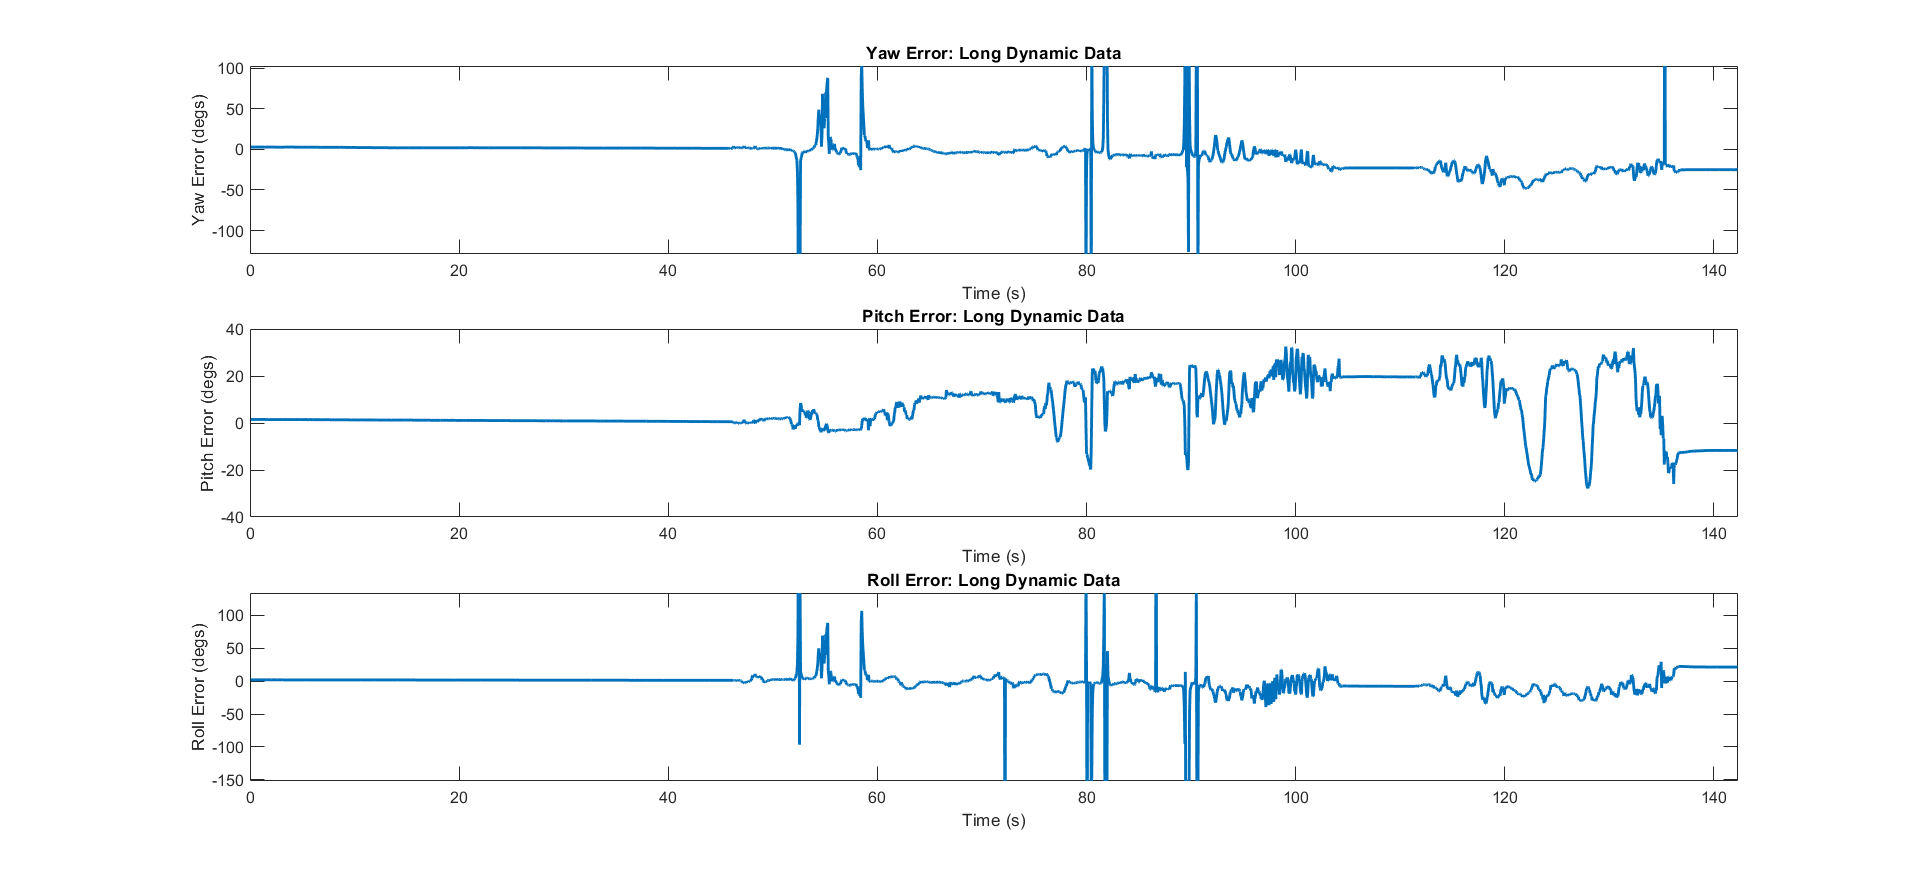 Yaw Error: Long Dynamic Data
100
50
0
-50
-100
Yaw Error (degs)
0 20 40 60 80 100 120 140
Time (s)
Pitch Error: Long Dynamic Data
40
20
0
-20
-40
Pitch Error (degs)
0 20 40 60 80 100 120 140
Time (s)
Roll Error: Long Dynamic Data
100
50
0
-50
-100
-150
Roll Error (degs)
0 20 40 60 80 100 120 140
Time (s)